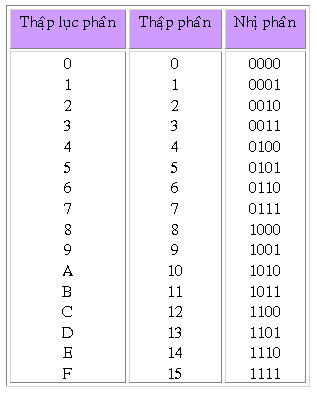 Thập lục phân Thập phân Nhị phân
0 0 0000
1 1 0001
2 2 0010
3 3 0011
4 4 0100
5 5 0101
6 6 0110
7 7 0111
8 8 1000
9 9 1001
A 10 1010
B 11 1011
C 12 1100
D 13 1101
E 14 1110
F 15 1111